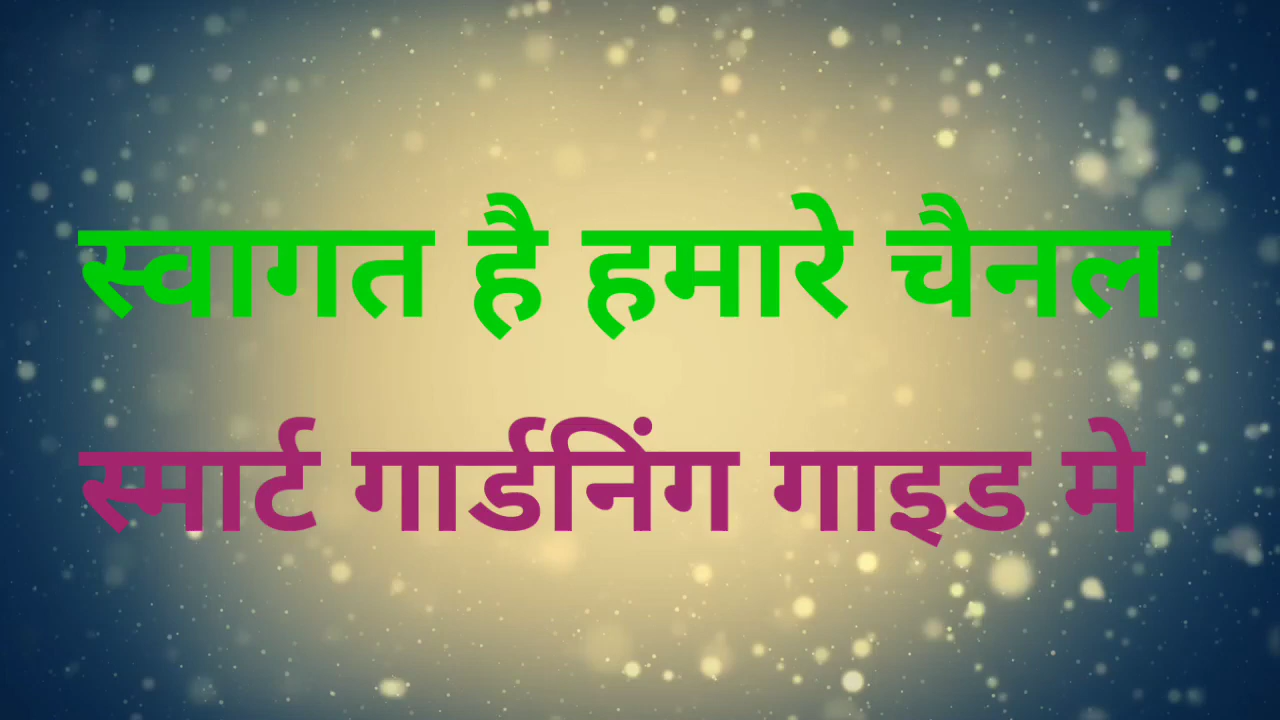 स्वागत है हमारे चैनल
स्मार्ट गार्डनिंग गाइड मे